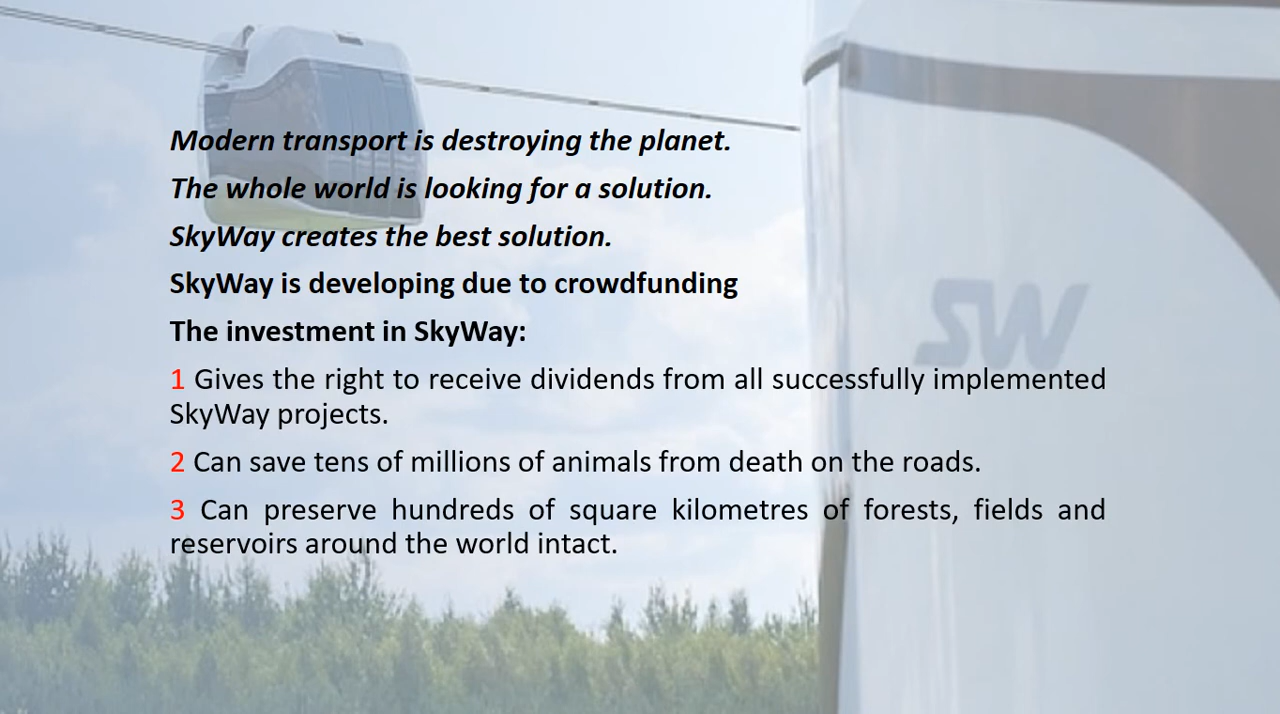 Modern transport is destroying the planet.
The whole world is looking for a solution.
SkyWay creates the best solution.
SkyWay is developing due to crowdfunding
The investment in SkyWay:
1 Gives the right to receive dividends from all successfully implemented
SkyWay projects.
2 Can save tens of millions of animals from death on the roads.
3 Can preserve hundreds of square kilometres of forests, fields and
reservoirs around the world intact.
SW